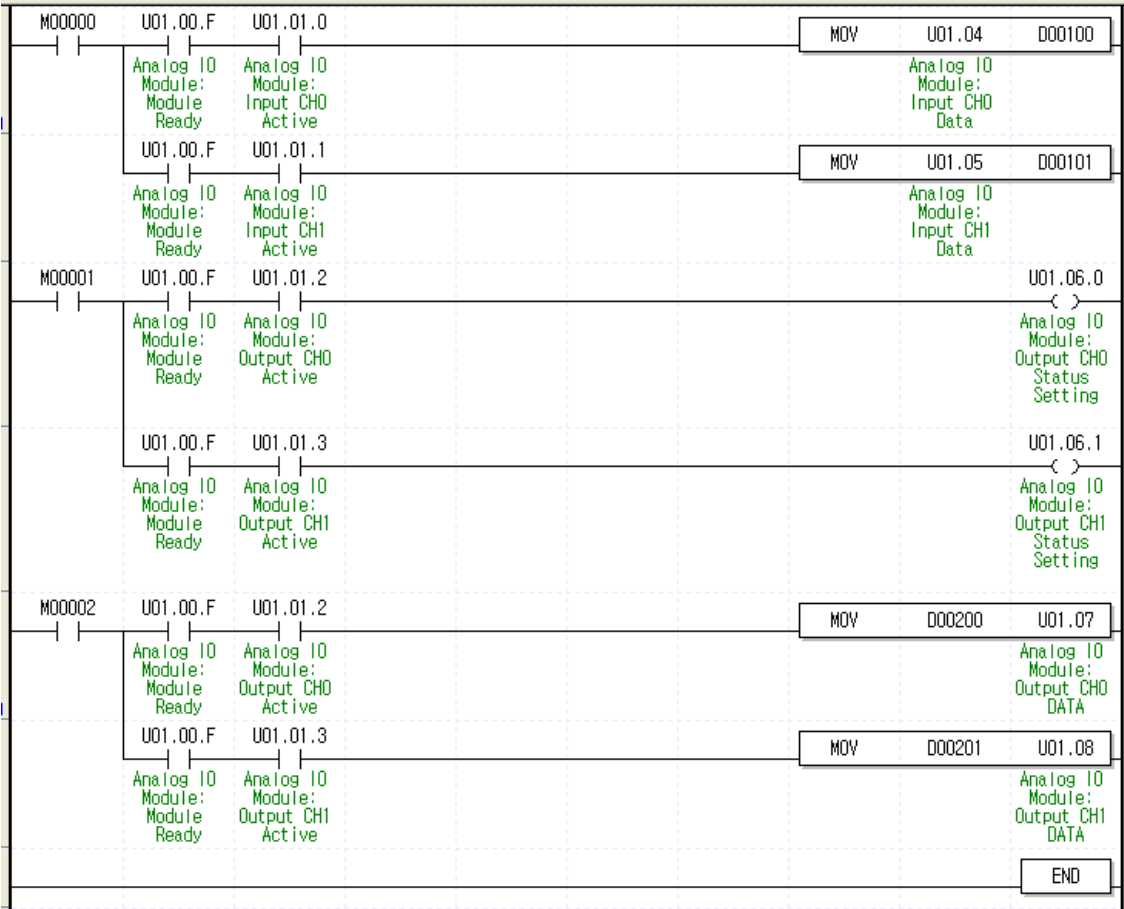 M00000 U01.00.F U01.01.0
MOV U01.04 D00100
Analog IO Analog IO Analog IO
Module: Module: Module:
Module Input CH0 Input CH0
Ready Active Data
U01.00.F U01.01.1
MOV U01.05 D00101
Analog IO Analog IO Analog IO
Module: Module: Module:
Module Input CH1 Input CH1
Ready Active Data
M00001 U01.00.F U01.01.2 U01.06.0
Analog IO Analog IO Analog IO
Module: Module: Module:
Module Output CH0 Output CH0
Ready Active Status
Setting
U01.00.F U01.01.3 U01.06.1
Analog IO Analog IO Analog IO
Module: Module: Module:
Module Output CH1 Output CH1
Ready Active Status
Setting
M00002 U01.00.F U01.01.2
MOV D00200 U01.07
Analog IO Analog IO Analog IO
Module: Module: Module:
Module Output CH0 Output CH0
Ready Active DATA
U01.00.F U01.01.3
MOV D00201 U01.08
Analog IO Analog IO Analog IO
Module: Module: Module:
Module Output CH1 Output CH1
Ready Active DATA
END